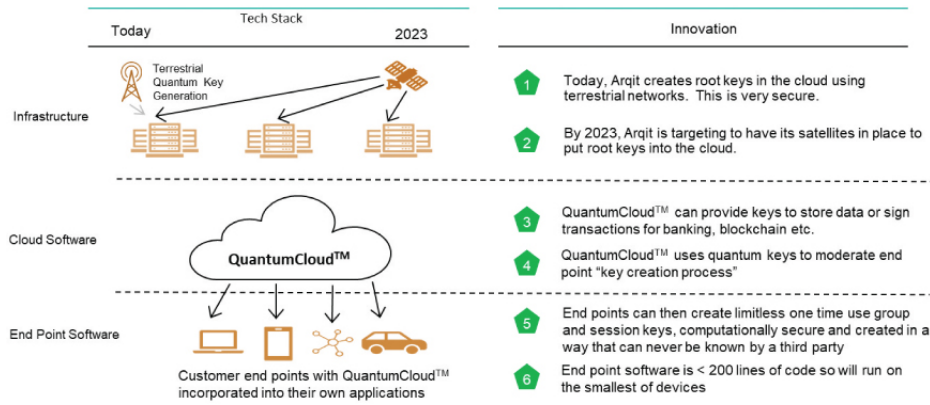 Tech Stack
Today
2023
Innovation
Terrestrial
Quantum Key
Generation
Infrastructure
1
Today, Arqit creates root keys in the cloud using
terrestrial networks.  This is very secure.
2
By 2023, Arqit is targeting to have its satellites in place to
put root keys into the cloud.
Cloud Software
QuantumCloud™
3
QuantumCloud™ can provide keys to store data or sign
transactions for banking, blockchain etc.
4
QuantumCloud™ uses quantum keys to moderate end
point “key creation process”
End Point Software
Customer end points with QuantumCloud™
incorporated into their own applications
5
End points can then create limitless one time use group
and session keys, computationally secure and created in a
way that can never be known by a third party
6
End point software is < 200 lines of code so will run on
the smallest of devices